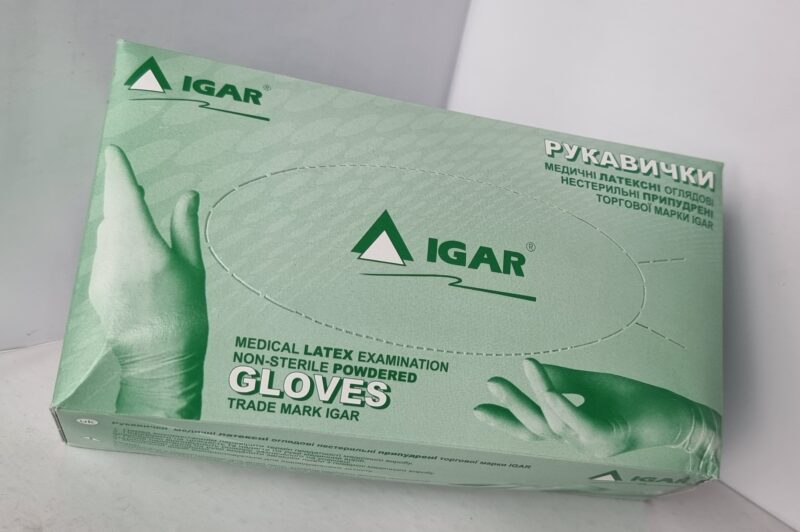 IGAR®
РУКАВИЧКИ
МЕДИЧНІ ЛАТЕКСНІ ОГЛЯДОВІ
НЕСТЕРИЛЬНІ ПРИПУДРЕНІ
ТОРГОВОЇ МАРКИ IGAR
IGAR®
MEDICAL LATEX EXAMINATION
NON-STERILE POWDERED
GLOVES
TRADE MARK IGAR
Рукавички медичні латексні оглядові нестерильні припудрені торгової марки IGAR
IGAR